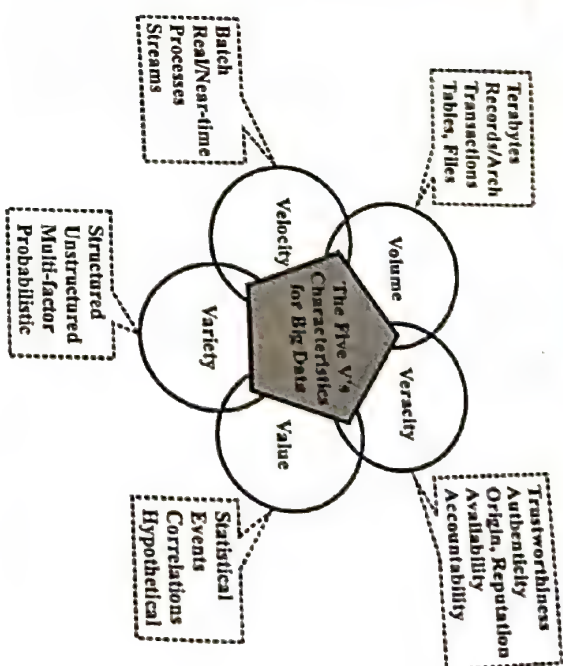 Terabytes
Records/Arch
Transactions
Tables, Files
Trustworthiness
Authenticity
Origin, Reputation
Availability
Accountability
Volume
Veracity
Batch
Real/Near-time
Processes
Streams
Velocity
The Five V's
Characteristics
for Big Data
Value
Statistical
Events
Correlations
Hypothetical
Variety
Structured
Unstructured
Multi-factor
Probabilistic